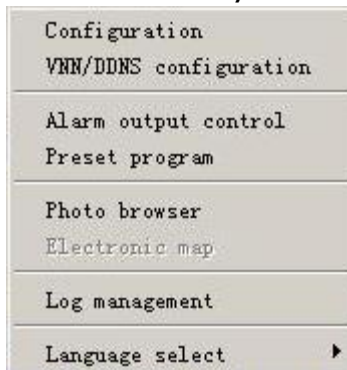 Configuration
VNN/DDNS configuration
Alarm output control
Preset program
Photo browser
Electronic map
Log management
Language select